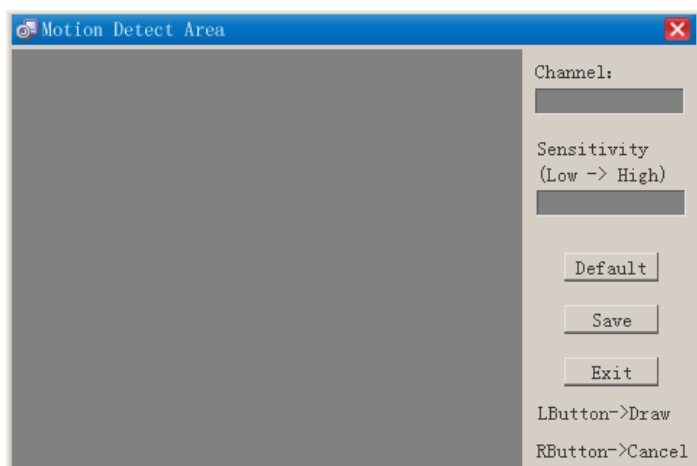 Motion Detect Area
Channel:
Sensitivity
(Low -> High)
Default
Save
Exit
LButton->Draw
RButton->Cancel